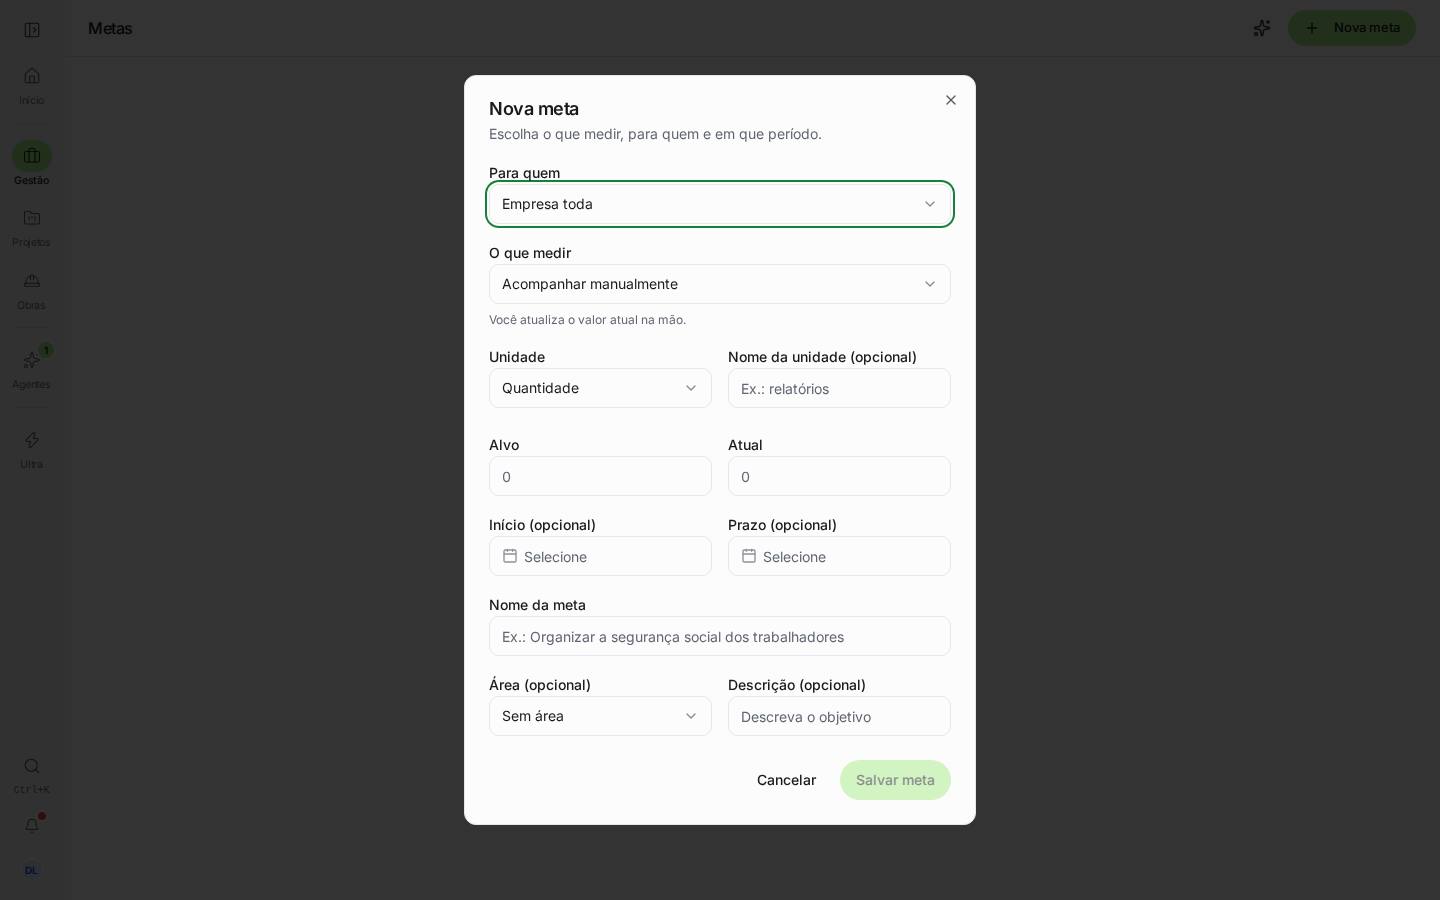 Metas
Nova meta
Início
Gestão
Projetos
Obras
1
Agentes
Ultra
Ctrl+K
DL
Nova meta
Escolha o que medir, para quem e em que período.
Para quem
Empresa toda
O que medir
Acompanhar manualmente
Você atualiza o valor atual na mão.
Unidade
Nome da unidade (opcional)
Quantidade
Ex.: relatórios
Alvo
Atual
0
0
Início (opcional)
Prazo (opcional)
Selecione
Selecione
Nome da meta
Ex.: Organizar a segurança social dos trabalhadores
Área (opcional)
Descrição (opcional)
Sem área
Descreva o objetivo
Cancelar
Salvar meta